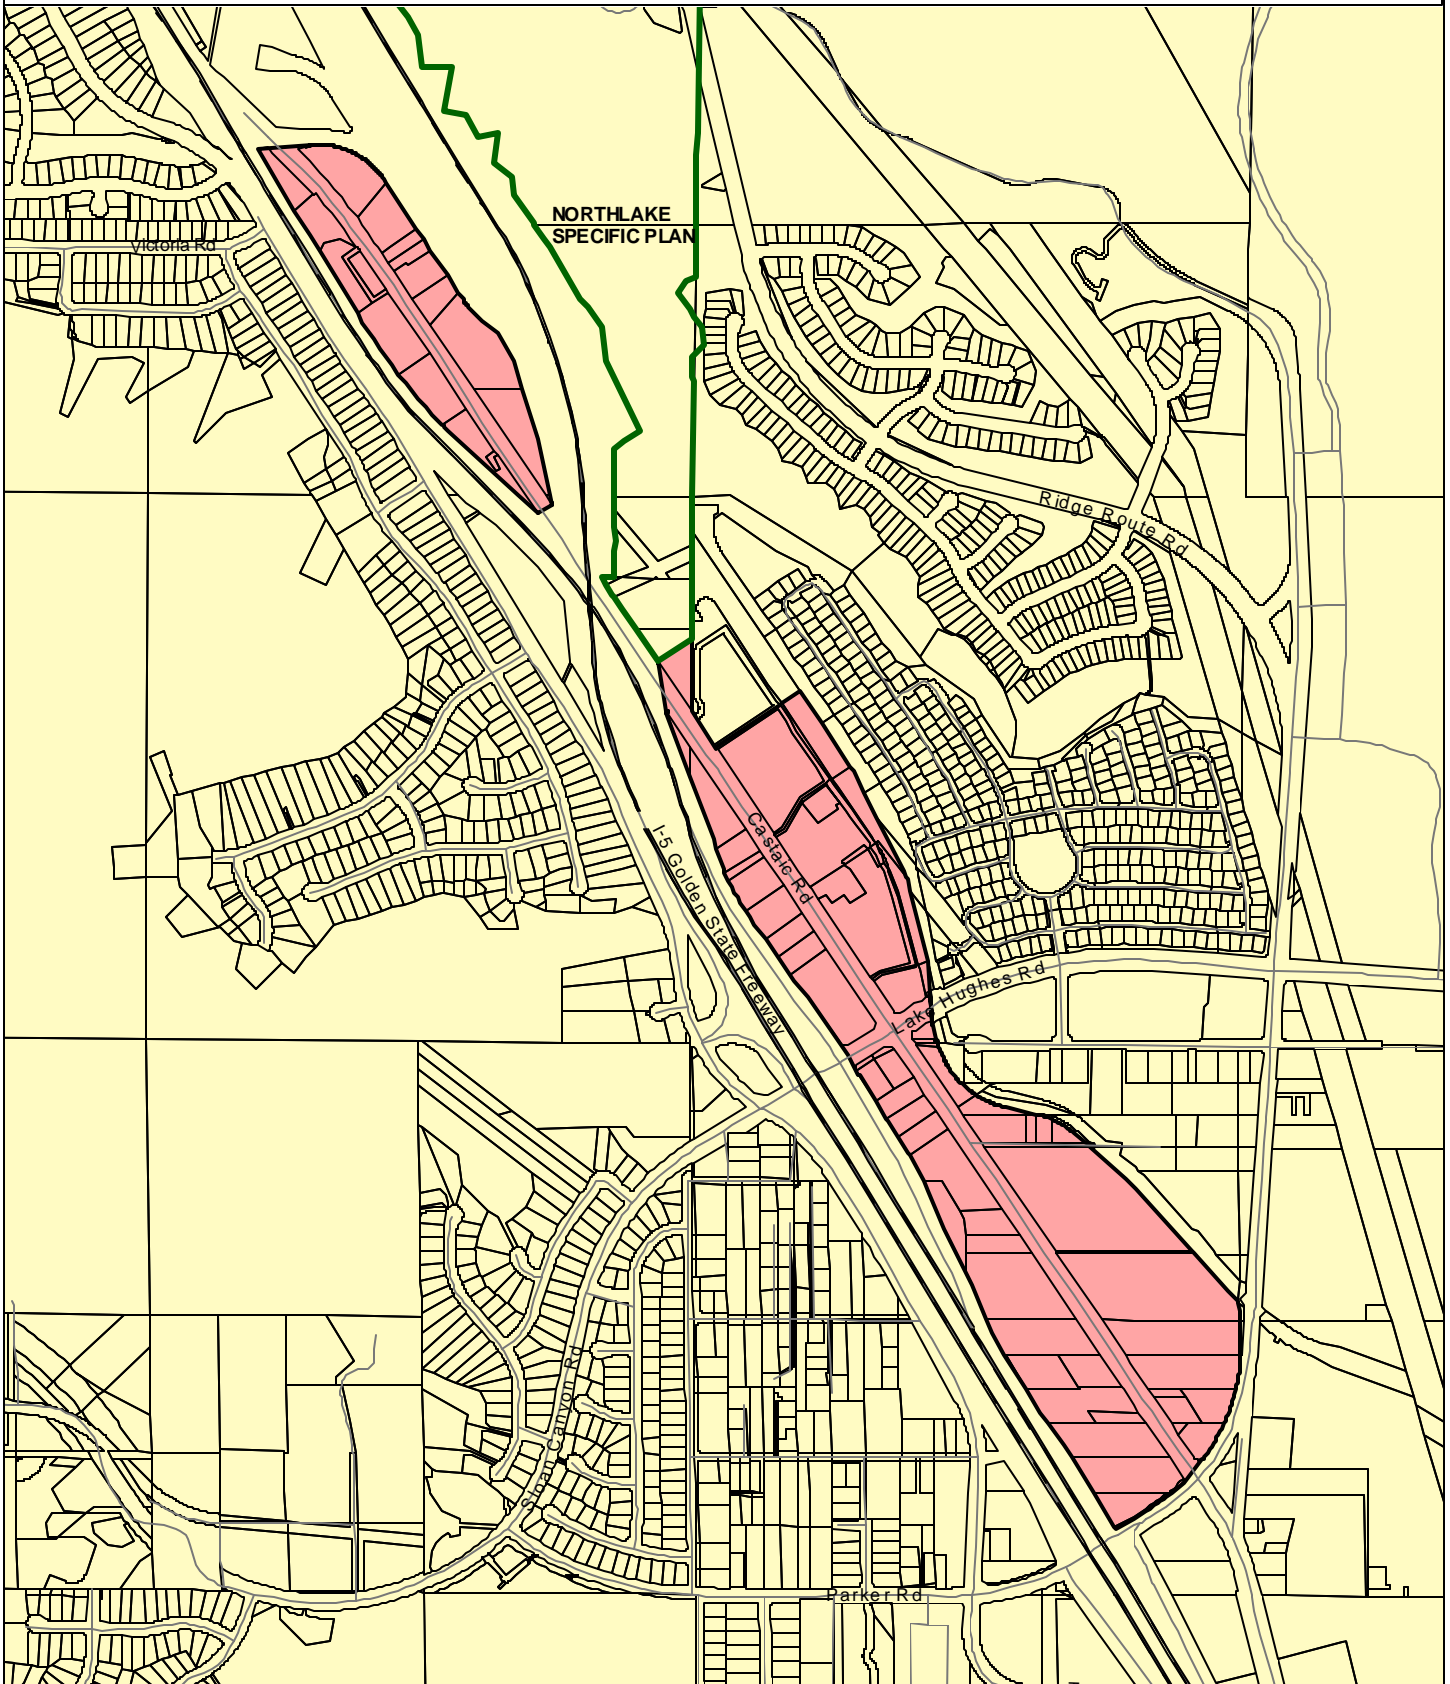 NORTHLAKE
SPECIFIC PLAN
Victoria Rd
Ridge Route Rd
Castaic Rd
I-5 Golden State Freeway
Lake Hughes Rd
Sloan Canyon Rd
Parker Rd